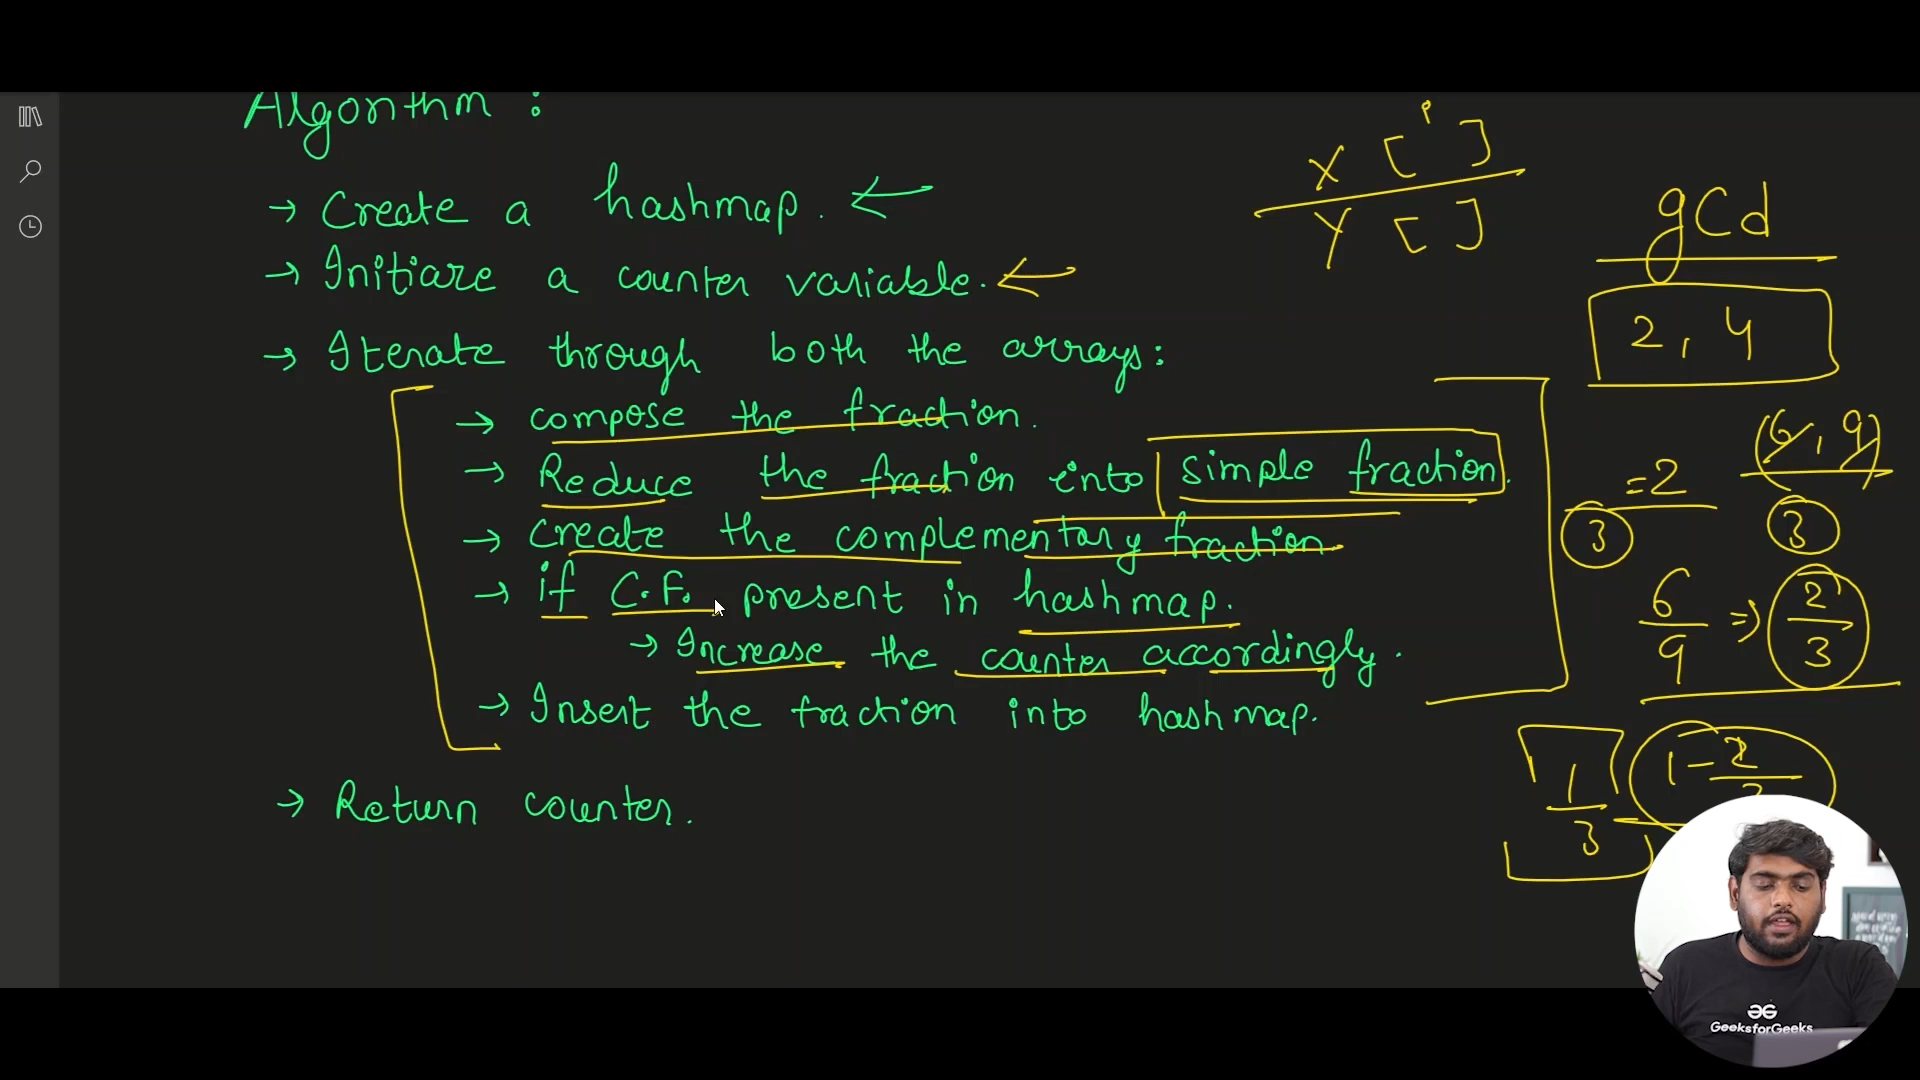 Algorithm :
→ Create a hashmap. ←
→ Initiare a counter variable. ←
→ Iterate through both the arrays:
→ compose the fraction.
→ Reduce the fraction into simple fraction.
→ Create the complementary fraction
→ if C.F. present in hashmap.
→ Increase the counter accordingly.
→ Insert the fraction into hashmap.
→ Return counter.
X [ i ]
Y [ ]
gcd
2, 4
(6, 9)
= 2
3
3
6
9
⇒
2
3
1
3
1 - 2
GeeksforGeeks